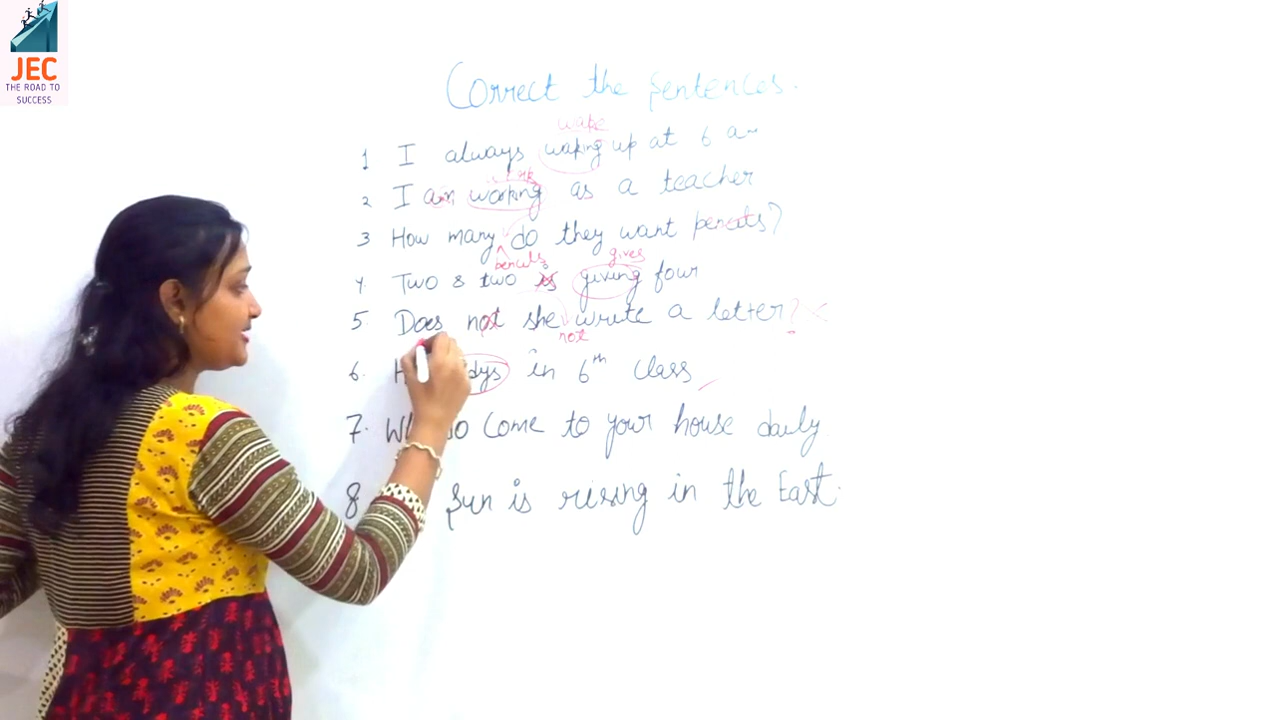 JEC
THE ROAD TO
SUCCESS
Correct the Sentences.
wake
1 I always waking up at 6 am
work
2 I am working as a teacher
3 How many do they want pencils?
pencils gives
4. Two & two is giving four
5. Does not she write a letter?
not
6. in 6th Class
7. come to your house daily.
8 Sun is rising in the East.